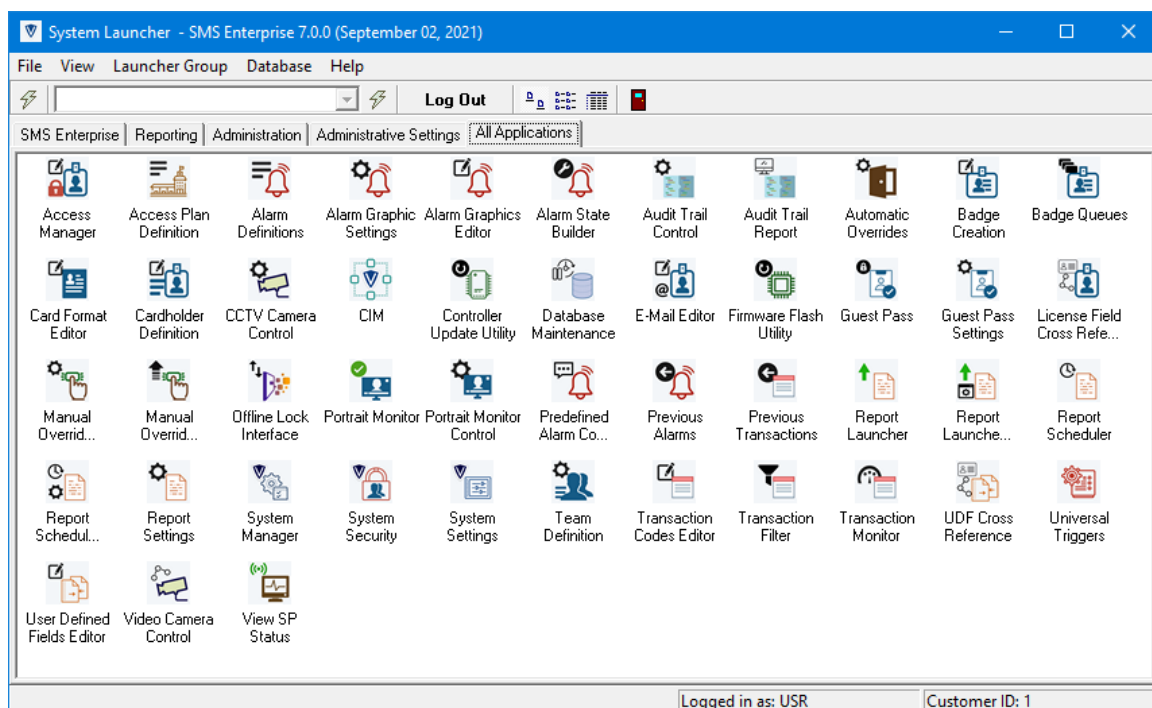 System Launcher - SMS Enterprise 7.0.0 (September 02, 2021)
File View Launcher Group Database Help
Log Out
SMS Enterprise Reporting Administration Administrative Settings All Applications
Access Manager
Access Plan Definition
Alarm Definitions
Alarm Graphic Settings
Alarm Graphics Editor
Alarm State Builder
Audit Trail Control
Audit Trail Report
Automatic Overrides
Badge Creation
Badge Queues
Card Format Editor
Cardholder Definition
CCTV Camera Control
CIM
Controller Update Utility
Database Maintenance
E-Mail Editor
Firmware Flash Utility
Guest Pass
Guest Pass Settings
License Field Cross Refe...
Manual Overrid...
Manual Overrid...
Offline Lock Interface
Portrait Monitor
Portrait Monitor Control
Predefined Alarm Co...
Previous Alarms
Previous Transactions
Report Launcher
Report Launche...
Report Scheduler
Report Schedul...
Report Settings
System Manager
System Security
System Settings
Team Definition
Transaction Codes Editor
Transaction Filter
Transaction Monitor
UDF Cross Reference
Universal Triggers
User Defined Fields Editor
Video Camera Control
View SP Status
Logged in as: USR
Customer ID: 1